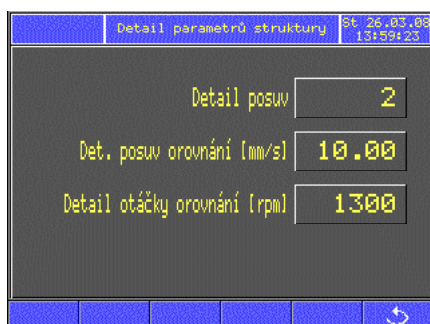 Detail parametrů struktury
St 26.03.08
13:59:23
Detail posuv 2
Det. posuv orovnání [mm/s] 10.00
Detail otáčky orovnání [rpm] 1300